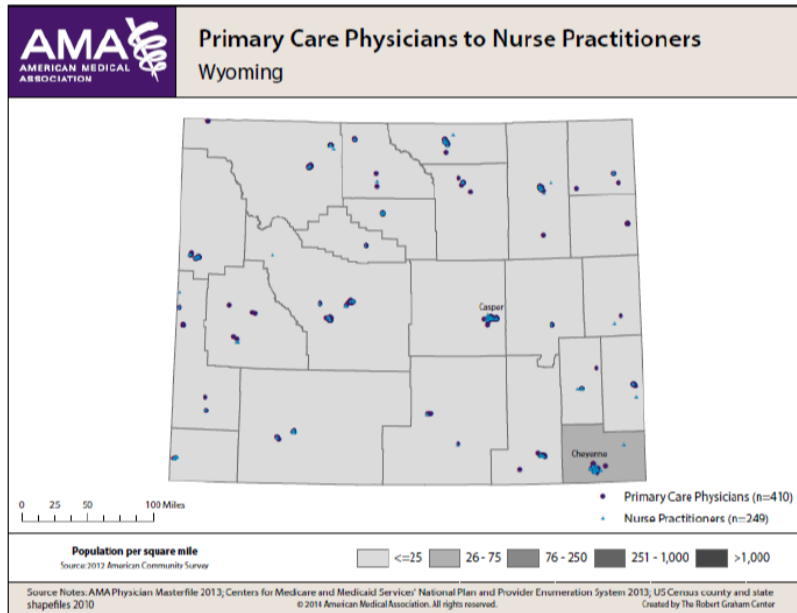 AMA
AMERICAN MEDICAL
ASSOCIATION
Primary Care Physicians to Nurse Practitioners
Wyoming
Casper
Cheyenne
0 25 50 100 Miles
Primary Care Physicians (n=410)
Nurse Practitioners (n=249)
Population per square mile
Source: 2012 American Community Survey
<=25
26 - 75
76 - 250
251 - 1,000
>1,000
Source Notes: AMA Physician Masterfile 2013; Centers for Medicare and Medicaid Services' National Plan and Provider Enumeration System 2013; US Census county and state
shapefiles 2010
© 2014 American Medical Association. All rights reserved.
Created by The Robert Graham Center